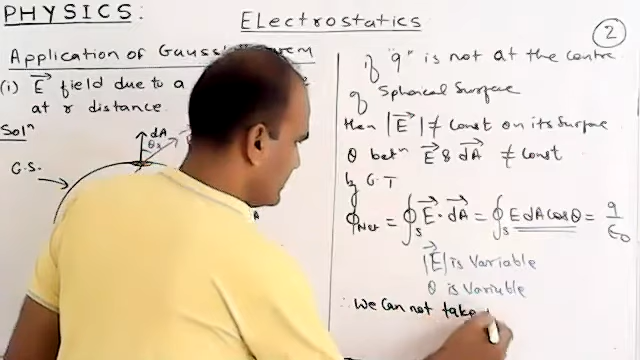 PHYSICS:
Electrostatics
2
Application of Gauss Theorem
(i) E⃗ field due to a
at r distance.
Solⁿ
dA
G.S.
A
if "q" is not at the centre
of Spherical Surface
then |E⃗| ≠ Const on its Surface
θ betⁿ E⃗ & dA⃗ ≠ Const
by G.T
ϕNet = ∮S E⃗ · dA⃗ = ∮S E dA cosθ = q/ε0
|E⃗| is Variable
θ is Variable
∴ We Can not take